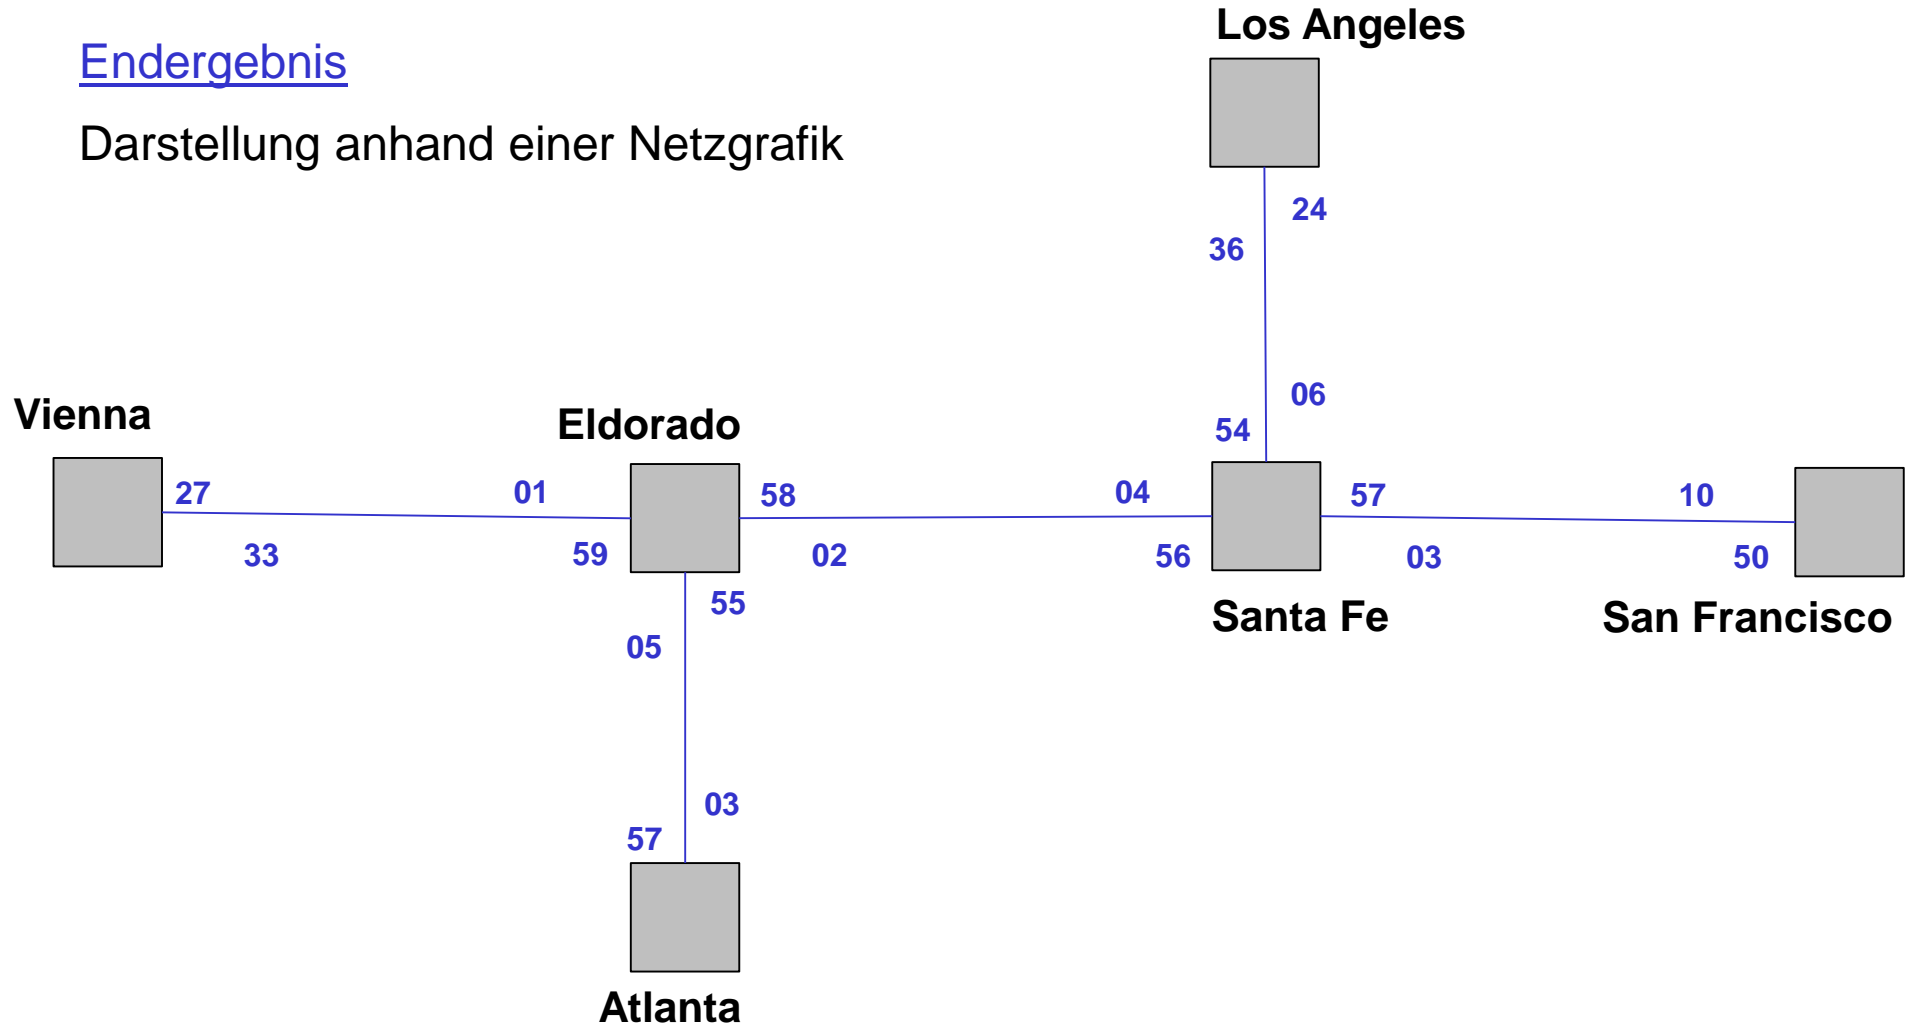 Los Angeles
Endergebnis
Darstellung anhand einer Netzgrafik
24
36
06
54
Vienna
Eldorado
27
01
58
04
57
10
33
59
02
56
03
50
55
05
Santa Fe
San Francisco
03
57
Atlanta